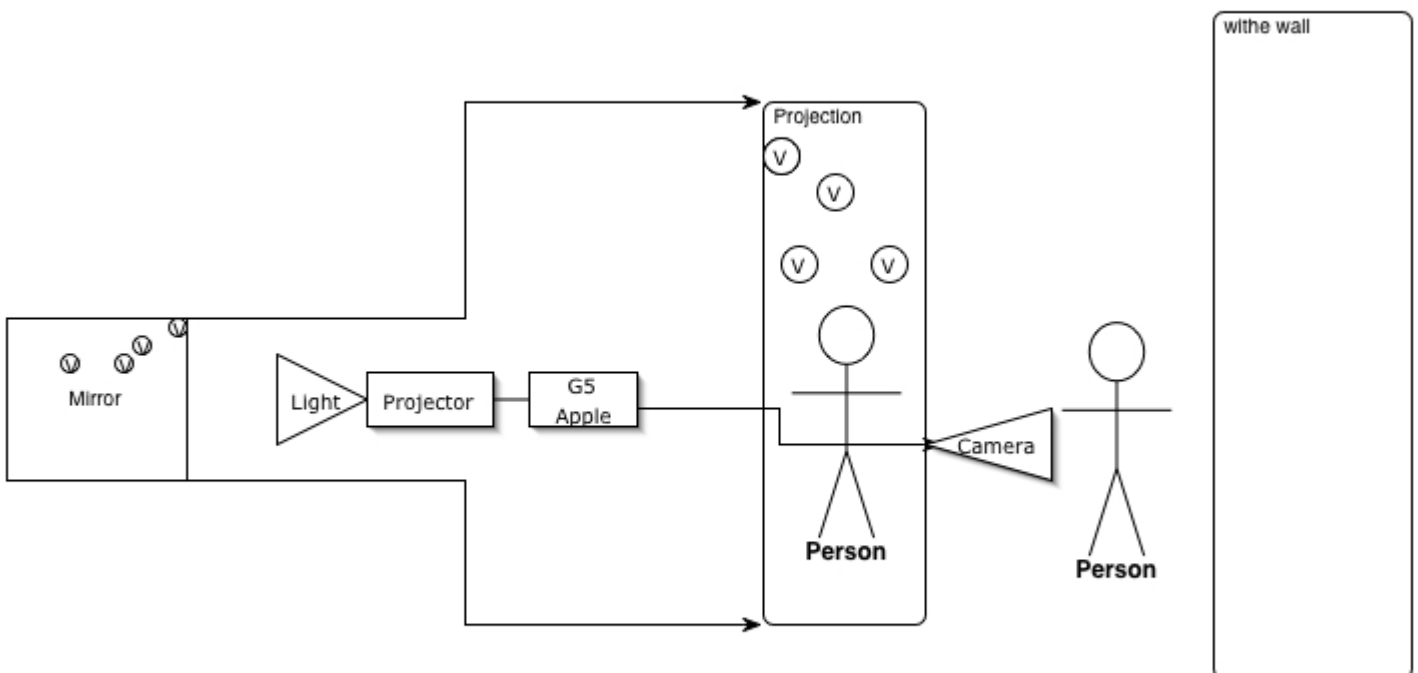 withe wall
Projection
V
V
V
V
V
V
V
V
Mirror
Light
Projector
G5
Apple
Camera
Person
Person